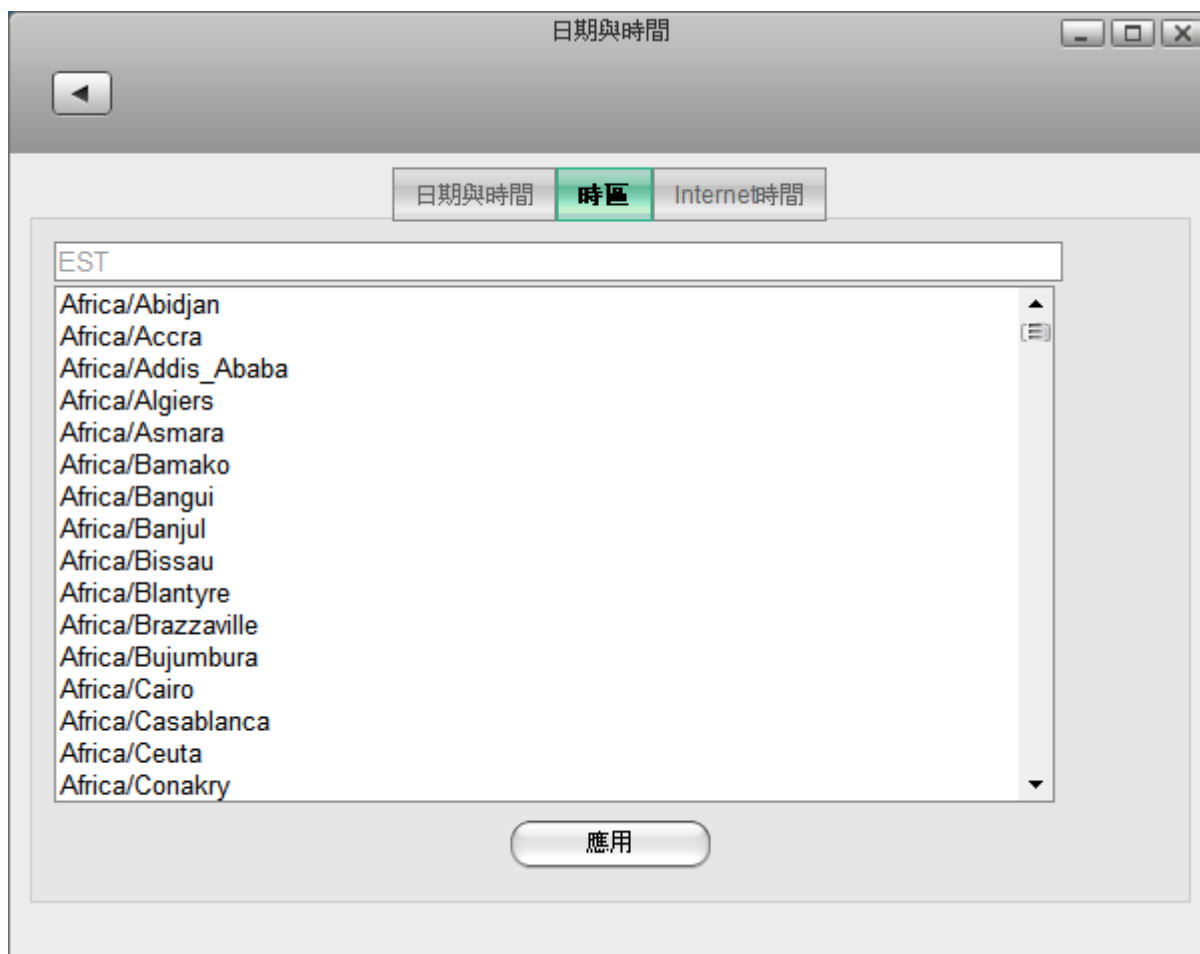 日期與時間
日期與時間 時區 Internet時間
EST
Africa/Abidjan
Africa/Accra
Africa/Addis_Ababa
Africa/Algiers
Africa/Asmara
Africa/Bamako
Africa/Bangui
Africa/Banjul
Africa/Bissau
Africa/Blantyre
Africa/Brazzaville
Africa/Bujumbura
Africa/Cairo
Africa/Casablanca
Africa/Ceuta
Africa/Conakry
應用